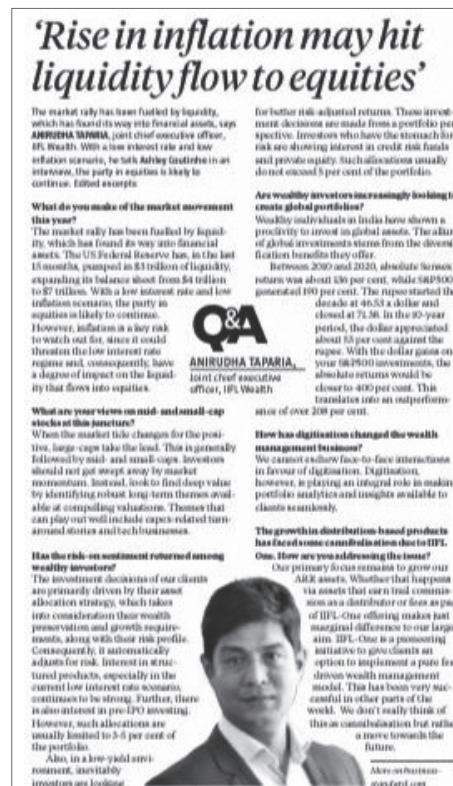 ‘Rise in inflation may hit
liquidity flow to equities’
The market rally has been fuelled by liquidity,
which has found its way into financial assets, says
ANIRUDHA TAPARIA, joint chief executive officer,
IIFL Wealth. With a low interest rate and low
inflation scenario, he tells Ashley Coutinho in an
interview, the party in equities is likely to
continue. Edited excerpts
What do you make of the market movement
this year?
The market rally has been fuelled by liquid-
ity, which has found its way into financial
assets. The US Federal Reserve has, in the last
15 months, pumped in $3 trillion of liquidity,
expanding its balance sheet from $4 trillion
to $7 trillion. With a low interest rate and low
inflation scenario, the party in
equities is likely to continue.
However, inflation is a key risk
to watch out for, since it could
threaten the low interest rate
regime and, consequently, have
a degree of impact on the liquid-
ity that flows into equities.
What are your views on mid- and small-cap
stocks at this juncture?
When the market tide changes for the posi-
tive, large-caps take the lead. This is generally
followed by mid- and small-caps. Investors
should not get swept away by market
momentum. Instead, look to find deep value
by identifying robust long-term themes avail-
able at compelling valuations. Themes that
can play out well include capex-related turn-
around stories and tech businesses.
Has the risk-on sentiment returned among
wealthy investors?
The investment decisions of our clients
are primarily driven by their asset
allocation strategy, which takes
into consideration their wealth
preservation and growth require-
ments, along with their risk profile.
Consequently, it automatically
adjusts for risk. Interest in struc-
tured products, especially in the
current low interest rate scenario,
continues to be strong. Further, there
is also interest in pre-IPO investing.
However, such allocations are
usually limited to 3-5 per cent of
the portfolio.
Also, in a low-yield envi-
ronment, inevitably
investors are looking
for better risk-adjusted returns. These invest-
ment decisions are made from a portfolio per
spective. Investors who have the stomach for
risk are showing interest in credit risk funds
and private equity. Such allocations usually
do not exceed 5 per cent of the portfolio.
Are wealthy investors increasingly looking to
create global portfolios?
Wealthy individuals in India have shown a
proclivity to invest in global assets. The allur
of global investments stems from the diversi
fication benefits they offer.
Between 2010 and 2020, absolute Sensex
return was about 136 per cent, while S&P500
generated 190 per cent. The rupee started the
decade at 46.53 a dollar and
closed at 71.38. In the 10-year
period, the dollar appreciated
about 53 per cent against the
rupee. With the dollar gains on
your S&P500 investments, the
absolute returns would be
closer to 400 per cent. This
translates into an outperform-
ance of over 208 per cent.
Q&A
ANIRUDHA TAPARIA,
Joint chief executive
officer, IIFL Wealth
How has digitisation changed the wealth
management business?
We cannot eschew face-to-face interactions
in favour of digitisation. Digitisation,
however, is playing an integral role in makin
portfolio analytics and insights available to
clients seamlessly.
The growth in distribution-based products
has faced some cannibalisation due to IIFL
One. How are you addressing the issue?
Our primary focus remains to grow our
ARR assets. Whether that happens
via assets that earn trail commis-
sion as a distributor or fees as pa
of IIFL-One offering makes just
marginal difference to our large
aim. IIFL-One is a pioneering
initiative to give clients an
option to implement a pure fee
driven wealth management
model. This has been very suc-
cessful in other parts of the
world. We don't really think of
this as cannibalisation but rathe
a move towards the
future.
More on business-
standard.com